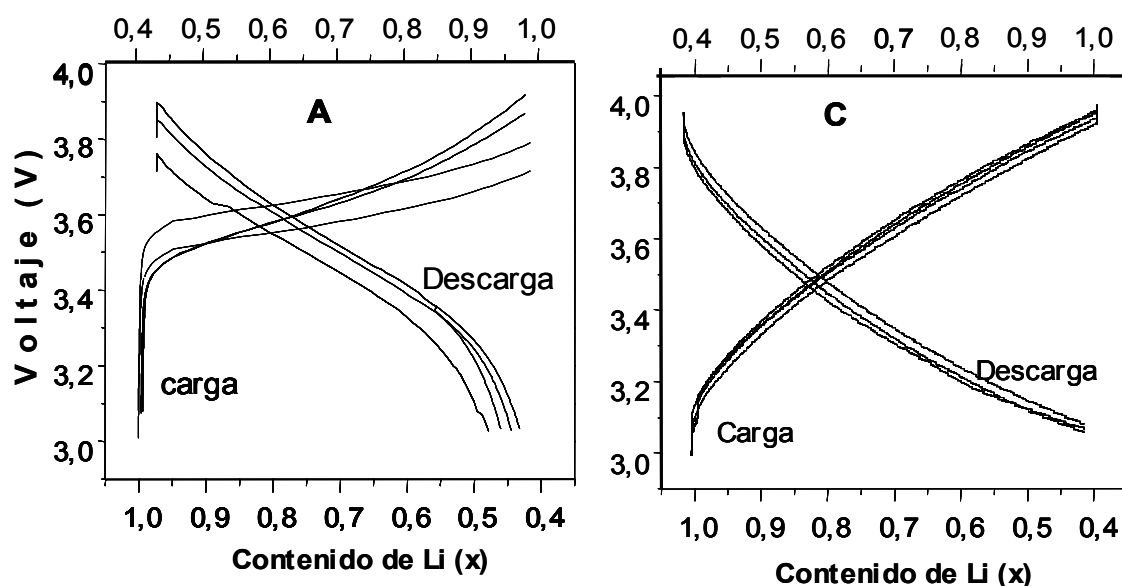 0,4 0,5 0,6 0,7 0,8 0,9 1,0
A
4,0
3,8
3,6
3,4
3,2
3,0
Voltaje (V)
Descarga
carga
1,0 0,9 0,8 0,7 0,6 0,5 0,4
Contenido de Li (x)
0,4 0,5 0,6 0,7 0,8 0,9 1,0
C
4,0
3,8
3,6
3,4
3,2
3,0
Descarga
Carga
1,0 0,9 0,8 0,7 0,6 0,5 0,4
Contenido de Li (x)